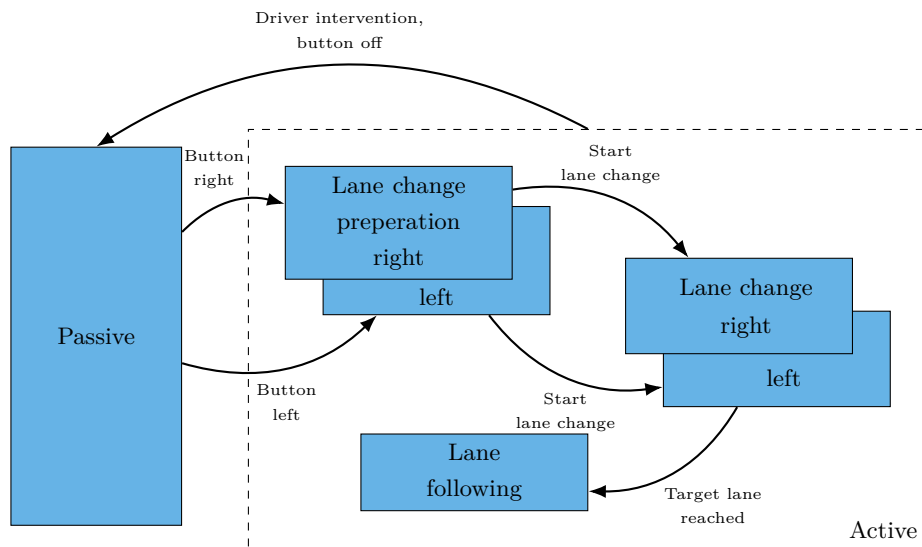 Driver intervention,
button off
Button
right
Lane change
preperation
right
left
Start
lane change
Lane change
right
left
Passive
Button
left
Start
lane change
Lane
following
Target lane
reached
Active